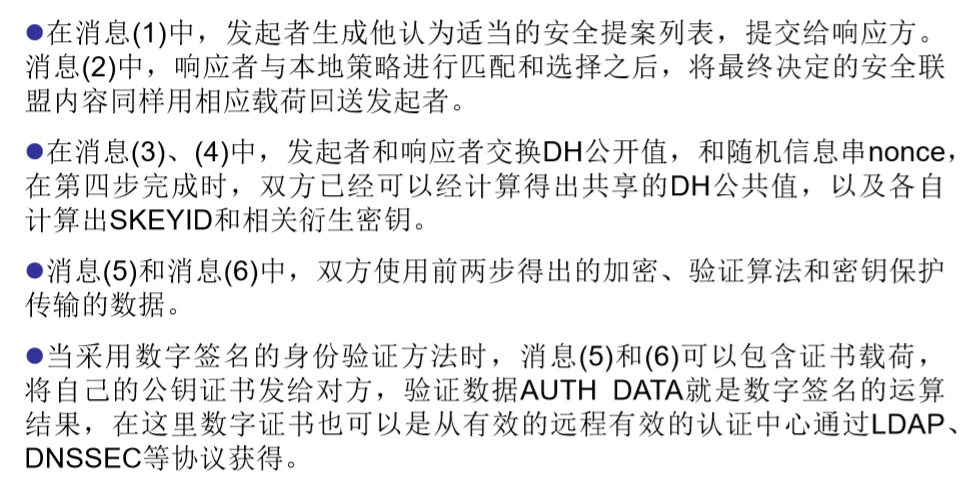 ●在消息(1)中，发起者生成他认为适当的安全提案列表，提交给响应方。
消息(2)中，响应者与本地策略进行匹配和选择之后，将最终决定的安全联
盟内容同样用相应载荷回送发起者。
●在消息(3)、(4)中，发起者和响应者交换DH公开值，和随机信息串nonce，
在第四步完成时，双方已经可以经计算得出共享的DH公共值，以及各自
计算出SKEYID和相关衍生密钥。
●消息(5)和消息(6)中，双方使用前两步得出的加密、验证算法和密钥保护
传输的数据。
●当采用数字签名的身份验证方法时，消息(5)和(6)可以包含证书载荷，
将自己的公钥证书发给对方，验证数据AUTH DATA就是数字签名的运算
结果，在这里数字证书也可以是从有效的远程有效的认证中心通过LDAP、
DNSSEC等协议获得。